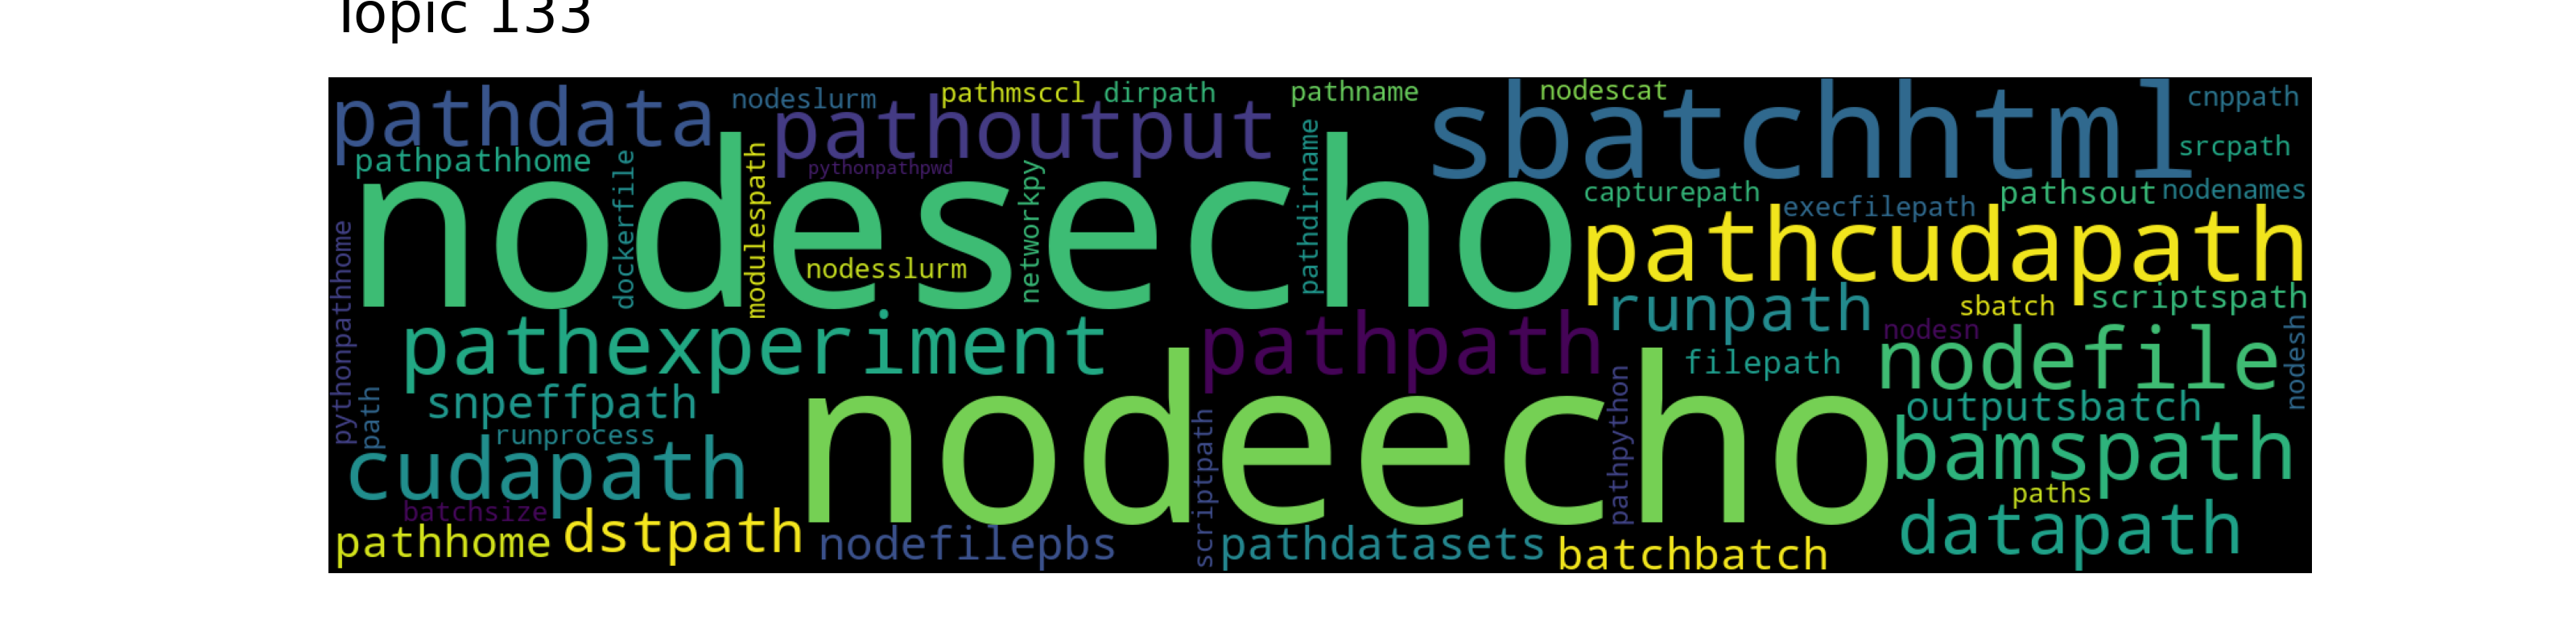 Topic 133
pathdata
nodeslurm
pathmsccl
dirpath
pathname
nodescat
sbatchhtml
cnppath
pathoutput
srcpath
pathpathhome
pythonpathpwd
nodesecho
dockerfile
modulespath
networkpy
pathdirname
capturepath
execfilepath
pathsout
nodenames
pathcudapath
nodesslurm
pythonpathhome
runpath
sbatch
scriptspath
pathexperiment
pathpath
nodesn
nodefile
nodesh
filepath
path
snpeffpath
nodeecho
outputsbatch
runprocess
cudapath
scriptpath
pathpython
bamspath
batchsize
paths
pathhome
dstpath
nodefilepbs
pathdatasets
batchbatch
datapath